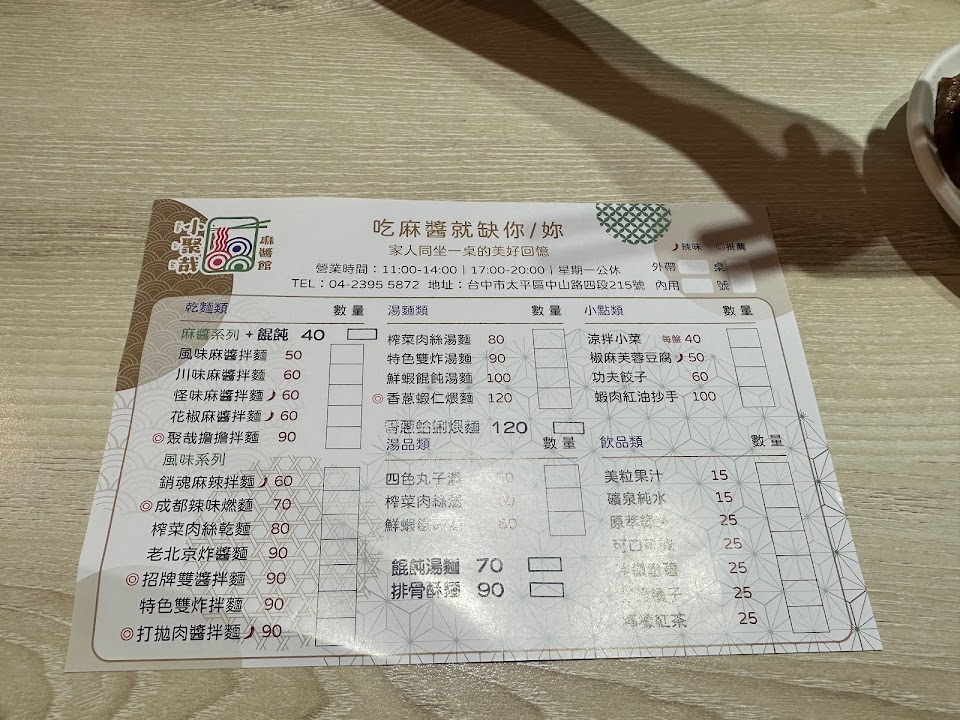 小聚哉
麻醬館
吃麻醬就缺你/妳
家人同坐一桌的美好回憶
辣味 ◎推薦
營業時間：11:00-14:00｜17:00-20:00｜星期一公休
TEL：04-2395 5872 地址：台中市太平區中山路四段215號
外帶 桌
內用 號
乾麵類 數量
麻醬系列 +餛飩 40
風味麻醬拌麵 50
川味麻醬拌麵 60
怪味麻醬拌麵 60
花椒麻醬拌麵 60
◎聚哉擔擔拌麵 90
風味系列
銷魂麻辣拌麵 60
◎成都辣味燃麵 70
榨菜肉絲乾麵 80
老北京炸醬麵 90
◎招牌雙醬拌麵 90
特色雙炸拌麵 90
◎打拋肉醬拌麵 90
湯麵類 數量
榨菜肉絲湯麵 80
特色雙炸湯麵 90
鮮蝦餛飩湯麵 100
◎香蔥蝦仁煨麵 120
香蔥蛤蜊煨麵 120
湯品類 數量
四色丸子湯 60
榨菜肉絲
鮮蝦 60
餛飩湯麵 70
排骨酥麵 90
小點類 數量
涼拌小菜 每盤 40
椒麻芙蓉豆腐 50
功夫餃子 60
蝦肉紅油抄手 100
飲品類 數量
美粒果汁 15
礦泉純水 15
25
可口可樂 25
25
25
檸檬紅茶 25